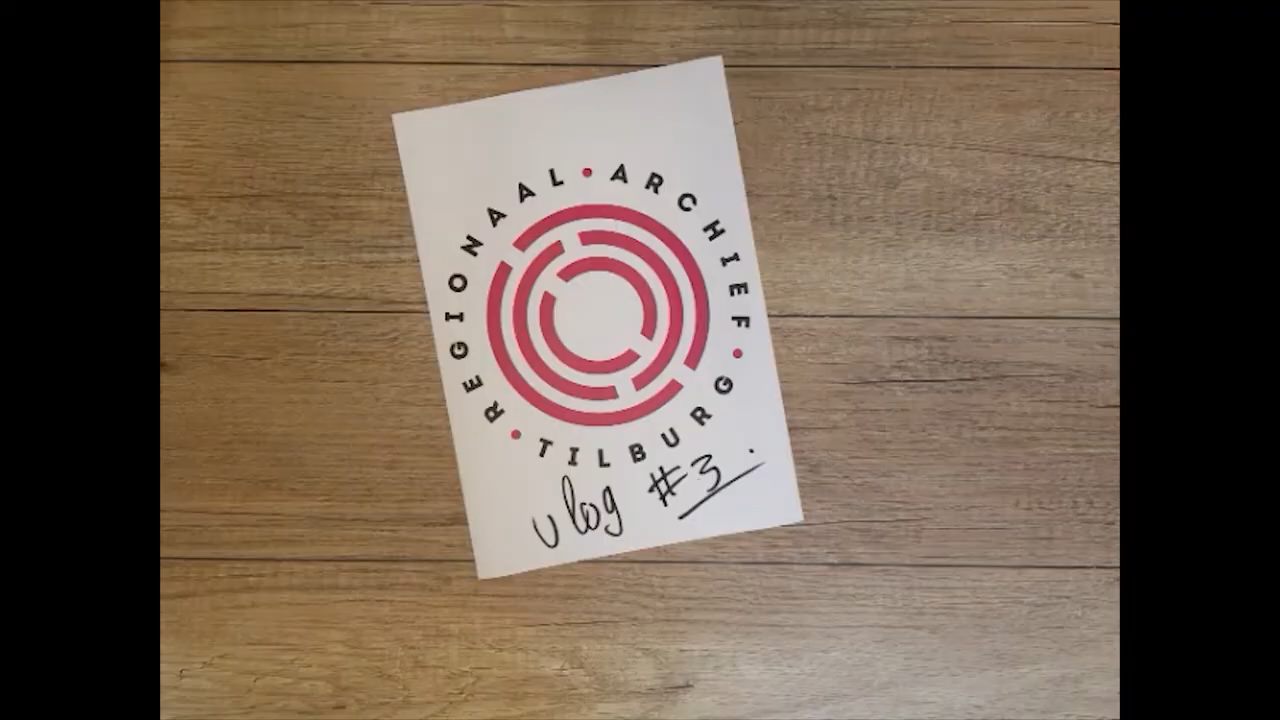 REGIONAAL • ARCHIEF • TILBURG •
vlog #3.